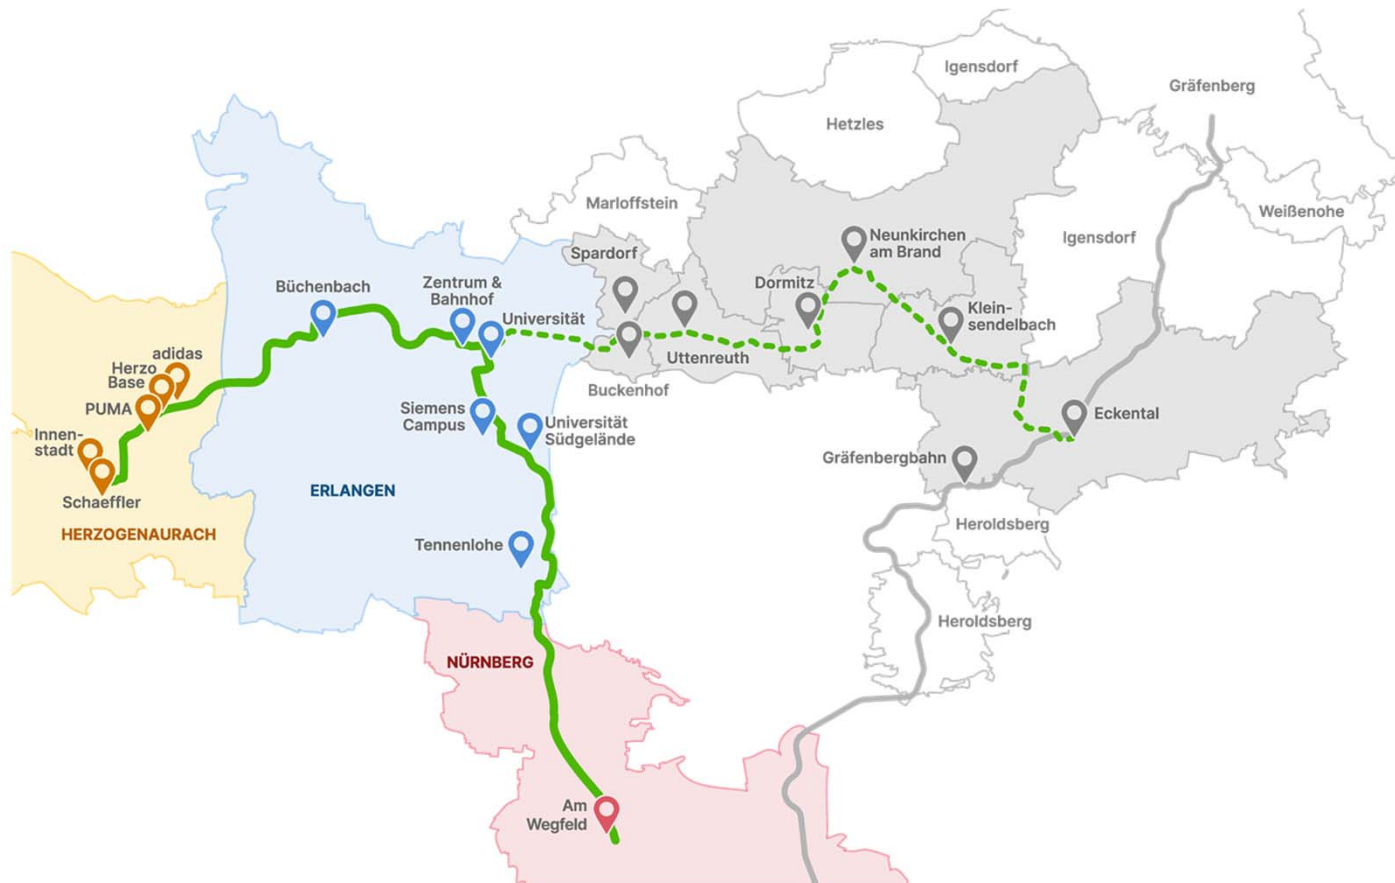 Igensdorf
Gräfenberg
Hetzles
Marloffstein
Weißenohe
Igensdorf
Neunkirchen
am Brand
Spardorf
Dormitz
Klein-
sendelbach
Büchenbach
Zentrum &
Bahnhof
Universität
Uttenreuth
Buckenhof
adidas
Herzo
Base
PUMA
Innen-
stadt
Schaeffler
HERZOGENAURACH
Siemens
Campus
Universität
Südgelände
Eckental
Gräfenbergbahn
ERLANGEN
Heroldsberg
Tennenlohe
Heroldsberg
NÜRNBERG
Am
Wegfeld